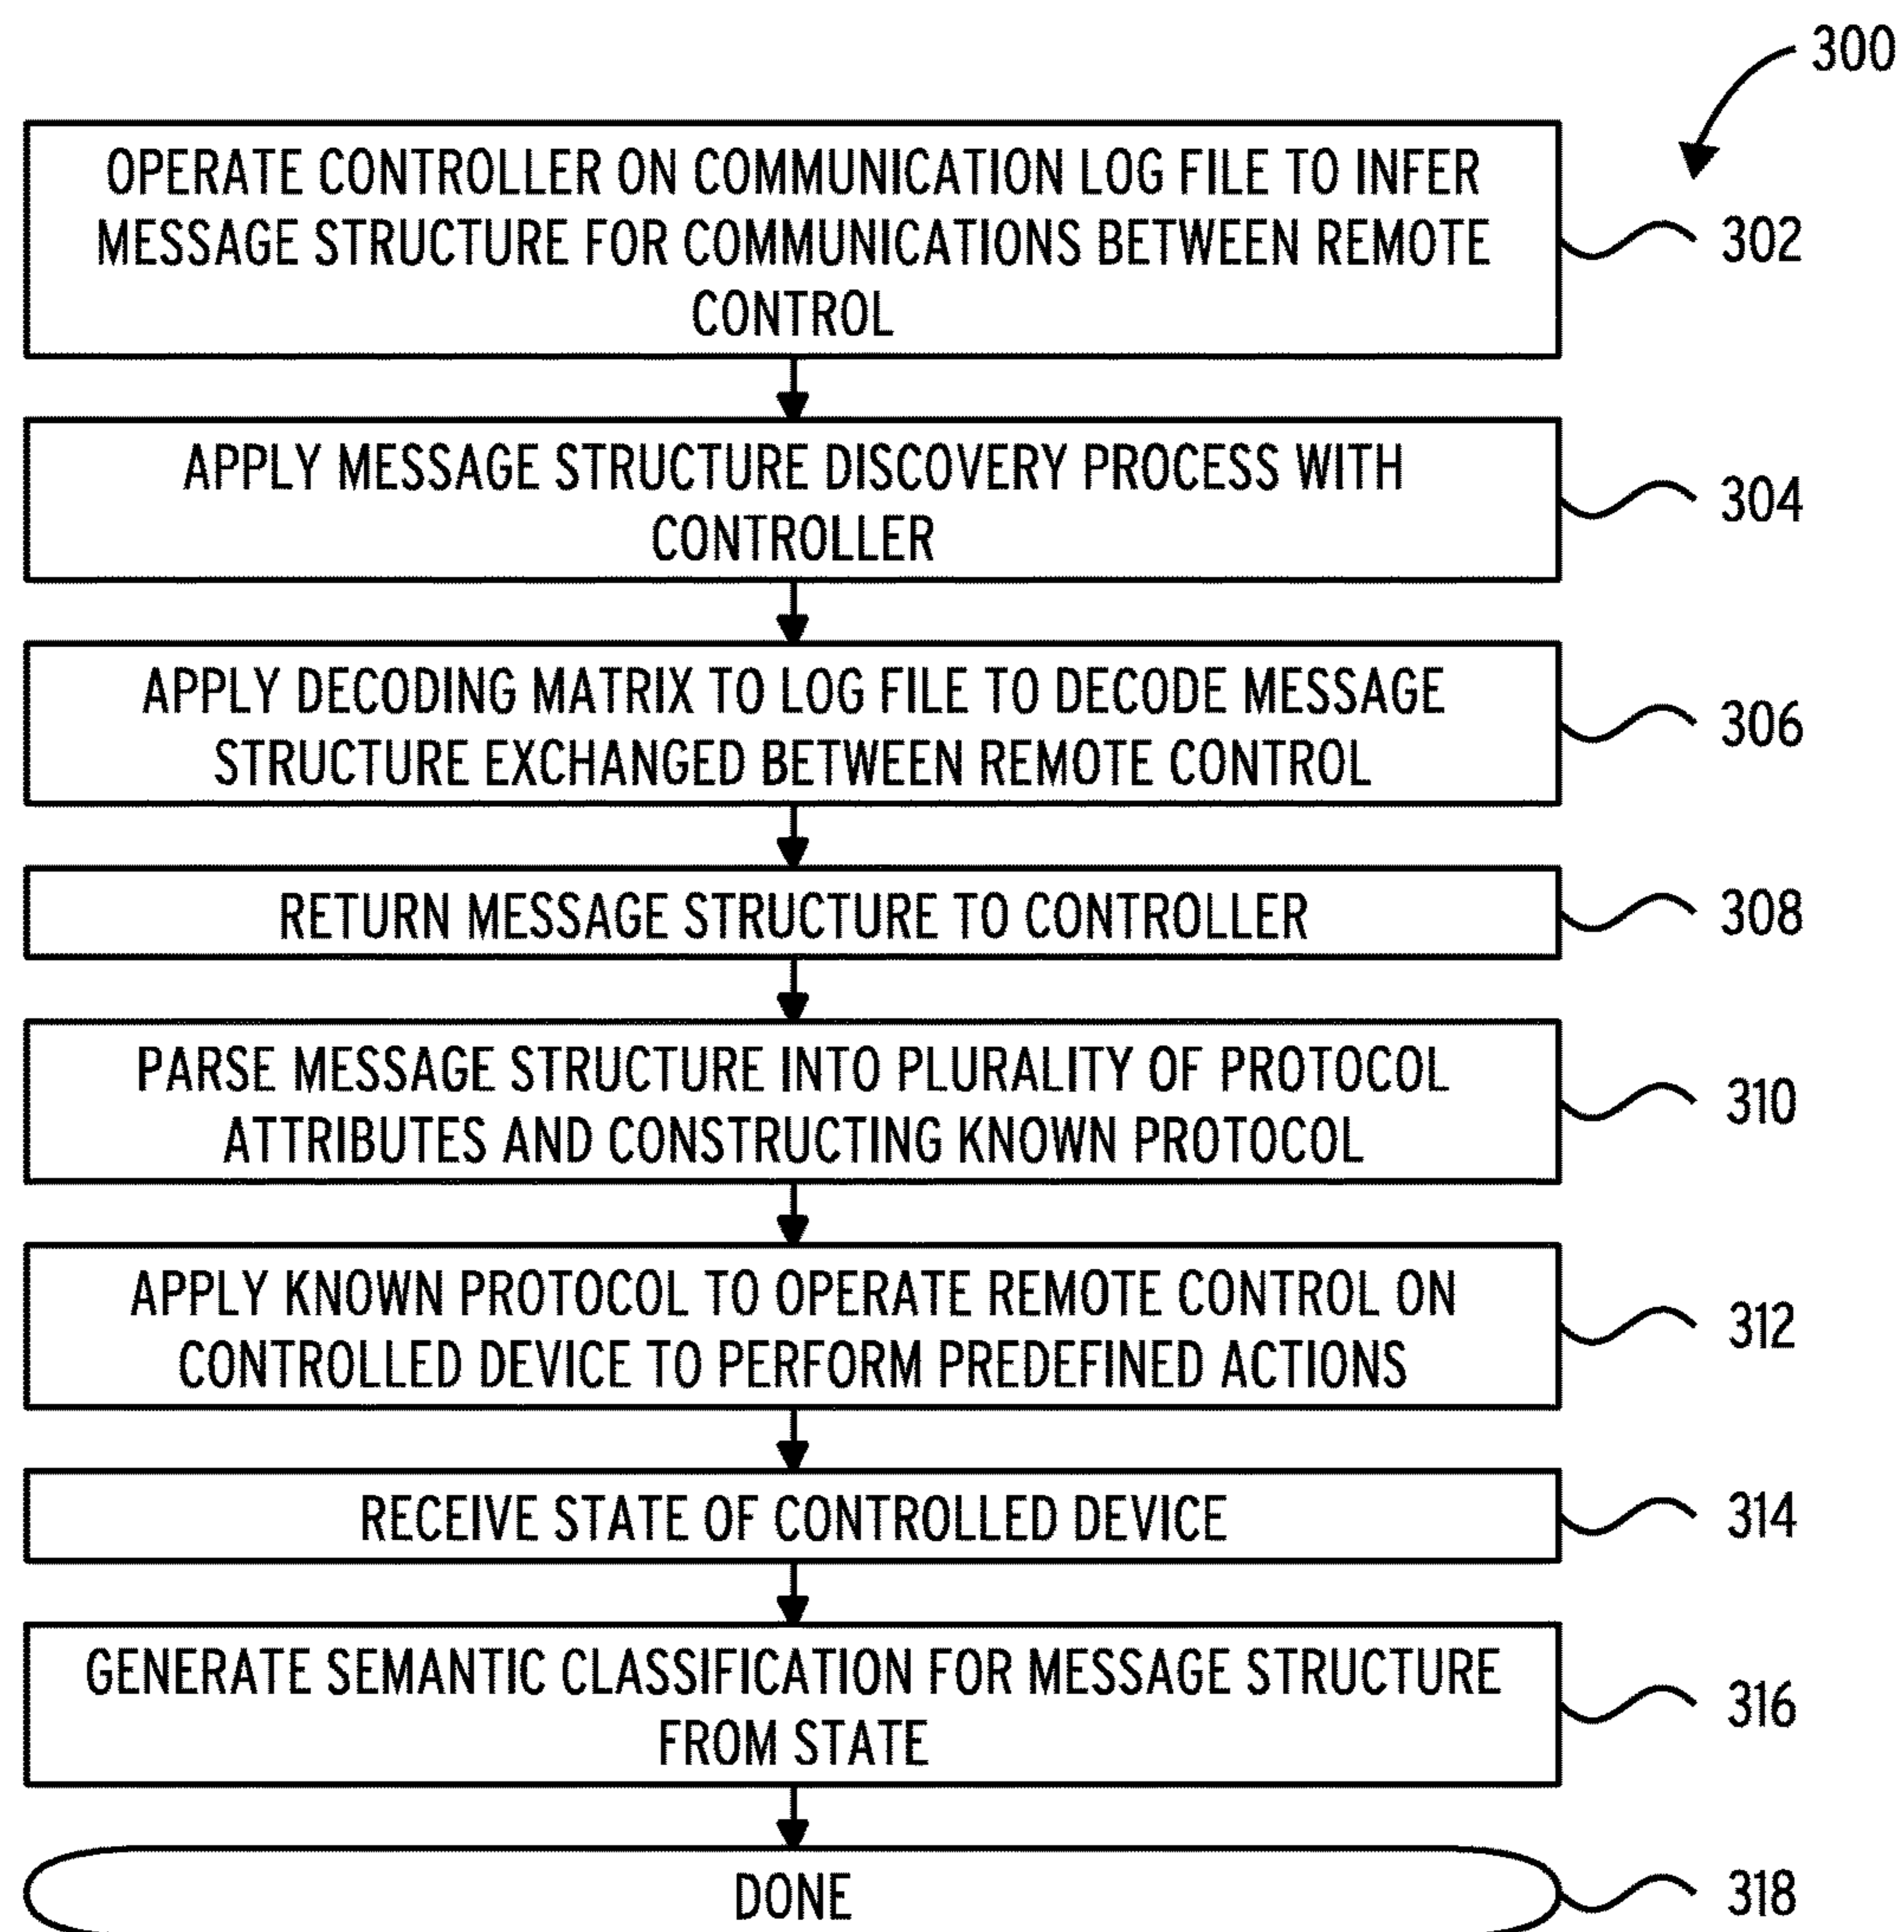 300
OPERATE CONTROLLER ON COMMUNICATION LOG FILE TO INFER
MESSAGE STRUCTURE FOR COMMUNICATIONS BETWEEN REMOTE
CONTROL
302
APPLY MESSAGE STRUCTURE DISCOVERY PROCESS WITH
CONTROLLER
304
APPLY DECODING MATRIX TO LOG FILE TO DECODE MESSAGE
STRUCTURE EXCHANGED BETWEEN REMOTE CONTROL
306
RETURN MESSAGE STRUCTURE TO CONTROLLER
308
PARSE MESSAGE STRUCTURE INTO PLURALITY OF PROTOCOL
ATTRIBUTES AND CONSTRUCTING KNOWN PROTOCOL
310
APPLY KNOWN PROTOCOL TO OPERATE REMOTE CONTROL ON
CONTROLLED DEVICE TO PERFORM PREDEFINED ACTIONS
312
RECEIVE STATE OF CONTROLLED DEVICE
314
GENERATE SEMANTIC CLASSIFICATION FOR MESSAGE STRUCTURE
FROM STATE
316
DONE
318